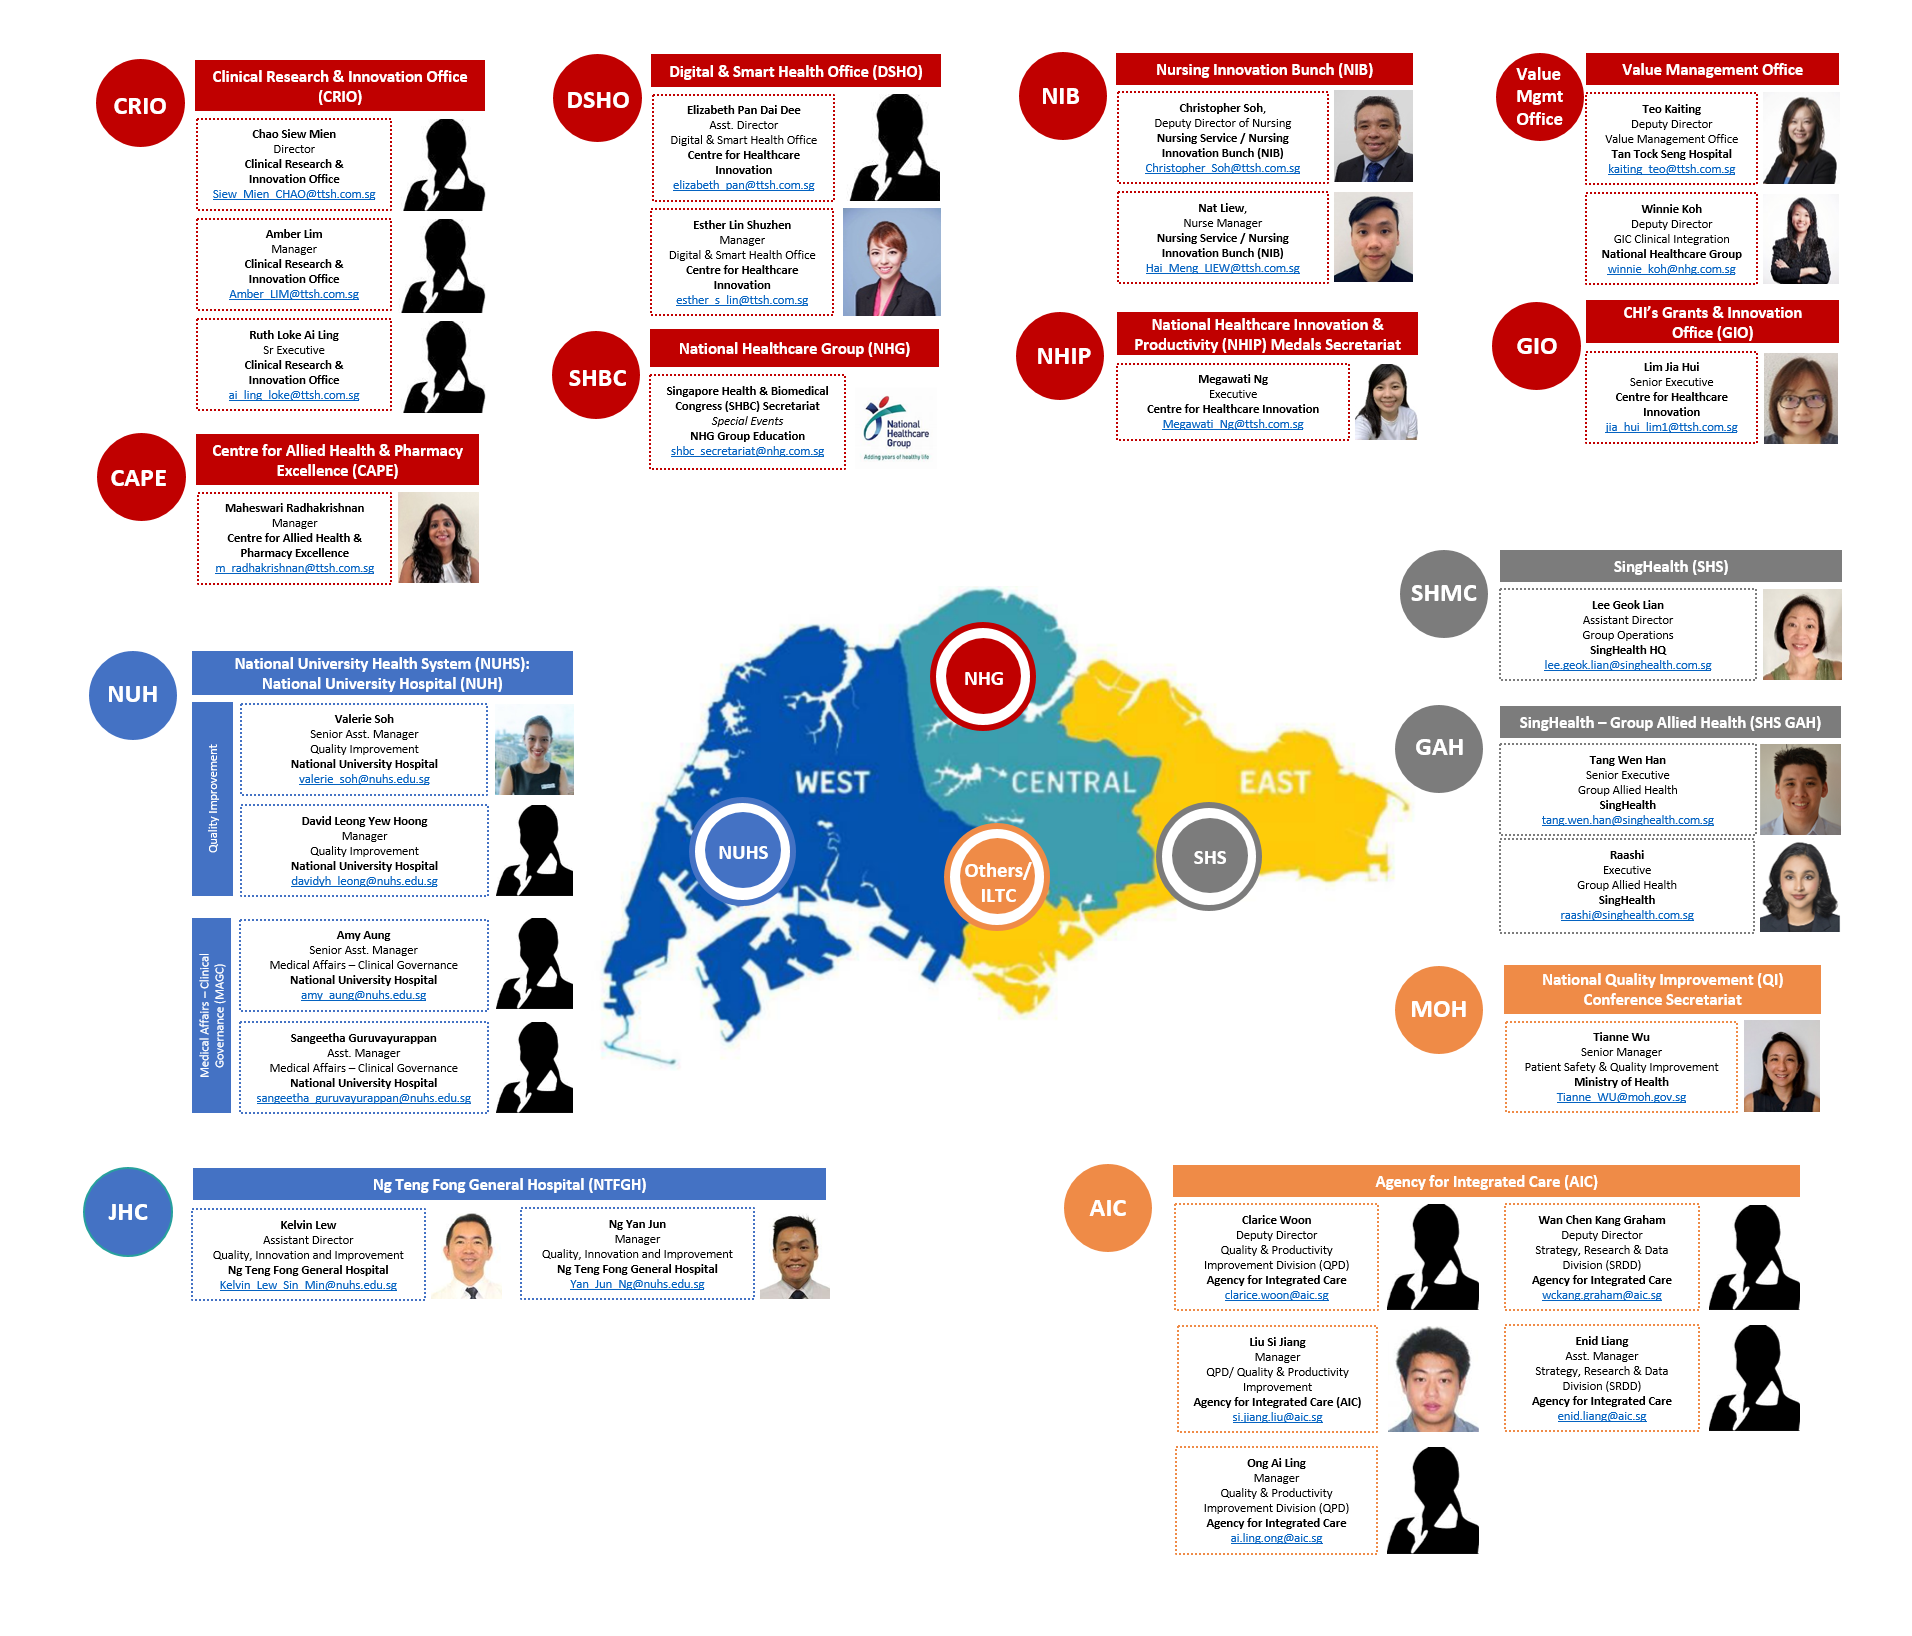 CRIO
Clinical Research & Innovation Office
(CRIO)
Chao Siew Mien
Director
Clinical Research &
Innovation Office
Siew_Mien_CHAO@ttsh.com.sg
Amber Lim
Manager
Clinical Research &
Innovation Office
Amber_LIM@ttsh.com.sg
Ruth Loke Ai Ling
Sr Executive
Clinical Research &
Innovation Office
ai_ling_loke@ttsh.com.sg
CAPE
Centre for Allied Health & Pharmacy
Excellence (CAPE)
Maheswari Radhakrishnan
Manager
Centre for Allied Health &
Pharmacy Excellence
m_radhakrishnan@ttsh.com.sg
DSHO
Digital & Smart Health Office (DSHO)
Elizabeth Pan Dai Dee
Asst. Director
Digital & Smart Health Office
Centre for Healthcare
Innovation
elizabeth_pan@ttsh.com.sg
Esther Lin Shuzhen
Manager
Digital & Smart Health Office
Centre for Healthcare
Innovation
esther_s_lin@ttsh.com.sg
SHBC
National Healthcare Group (NHG)
Singapore Health & Biomedical
Congress (SHBC) Secretariat
Special Events
NHG Group Education
shbc_secretariat@nhg.com.sg
National
Healthcare
Group
Adding years of healthy life
NIB
Nursing Innovation Bunch (NIB)
Christopher Soh,
Deputy Director of Nursing
Nursing Service / Nursing
Innovation Bunch (NIB)
Christopher_Soh@ttsh.com.sg
Nat Liew,
Nurse Manager
Nursing Service / Nursing
Innovation Bunch (NIB)
Hai_Meng_LIEW@ttsh.com.sg
NHIP
National Healthcare Innovation &
Productivity (NHIP) Medals Secretariat
Megawati Ng
Executive
Centre for Healthcare Innovation
Megawati_Ng@ttsh.com.sg
Value
Mgmt
Office
Value Management Office
Teo Kaiting
Deputy Director
Value Management Office
Tan Tock Seng Hospital
kaiting_teo@ttsh.com.sg
Winnie Koh
Deputy Director
GIC Clinical Integration
National Healthcare Group
winnie_koh@nhg.com.sg
GIO
CHI's Grants & Innovation
Office (GIO)
Lim Jia Hui
Senior Executive
Centre for Healthcare
Innovation
jia_hui_lim1@ttsh.com.sg
SHMC
SingHealth (SHS)
Lee Geok Lian
Assistant Director
Group Operations
SingHealth HQ
lee.geok.lian@singhealth.com.sg
GAH
SingHealth – Group Allied Health (SHS GAH)
Tang Wen Han
Senior Executive
Group Allied Health
SingHealth
tang.wen.han@singhealth.com.sg
Raashi
Executive
Group Allied Health
SingHealth
raashi@singhealth.com.sg
NHG
WEST
CENTRAL
EAST
NUHS
Others/
ILTC
SHS
NUH
National University Health System (NUHS):
National University Hospital (NUH)
Quality Improvement
Valerie Soh
Senior Asst. Manager
Quality Improvement
National University Hospital
valerie_soh@nuhs.edu.sg
David Leong Yew Hoong
Manager
Quality Improvement
National University Hospital
davidyh_leong@nuhs.edu.sg
Medical Affairs – Clinical
Governance (MAGC)
Amy Aung
Senior Asst. Manager
Medical Affairs – Clinical Governance
National University Hospital
amy_aung@nuhs.edu.sg
Sangeetha Guruvayurappan
Asst. Manager
Medical Affairs – Clinical Governance
National University Hospital
sangeetha_guruvayurappan@nuhs.edu.sg
MOH
National Quality Improvement (QI)
Conference Secretariat
Tianne Wu
Senior Manager
Patient Safety & Quality Improvement
Ministry of Health
Tianne_WU@moh.gov.sg
JHC
Ng Teng Fong General Hospital (NTFGH)
Kelvin Lew
Assistant Director
Quality, Innovation and Improvement
Ng Teng Fong General Hospital
Kelvin_Lew_Sin_Min@nuhs.edu.sg
Ng Yan Jun
Manager
Quality, Innovation and Improvement
Ng Teng Fong General Hospital
Yan_Jun_Ng@nuhs.edu.sg
AIC
Agency for Integrated Care (AIC)
Clarice Woon
Deputy Director
Quality & Productivity
Improvement Division (QPD)
Agency for Integrated Care
clarice.woon@aic.sg
Wan Chen Kang Graham
Deputy Director
Strategy, Research & Data
Division (SRDD)
Agency for Integrated Care
wckang.graham@aic.sg
Liu Si Jiang
Manager
QPD/ Quality & Productivity
Improvement
Agency for Integrated Care (AIC)
si.jiang.liu@aic.sg
Enid Liang
Asst. Manager
Strategy, Research & Data
Division (SRDD)
Agency for Integrated Care
enid.liang@aic.sg
Ong Ai Ling
Manager
Quality & Productivity
Improvement Division (QPD)
Agency for Integrated Care
ai.ling.ong@aic.sg